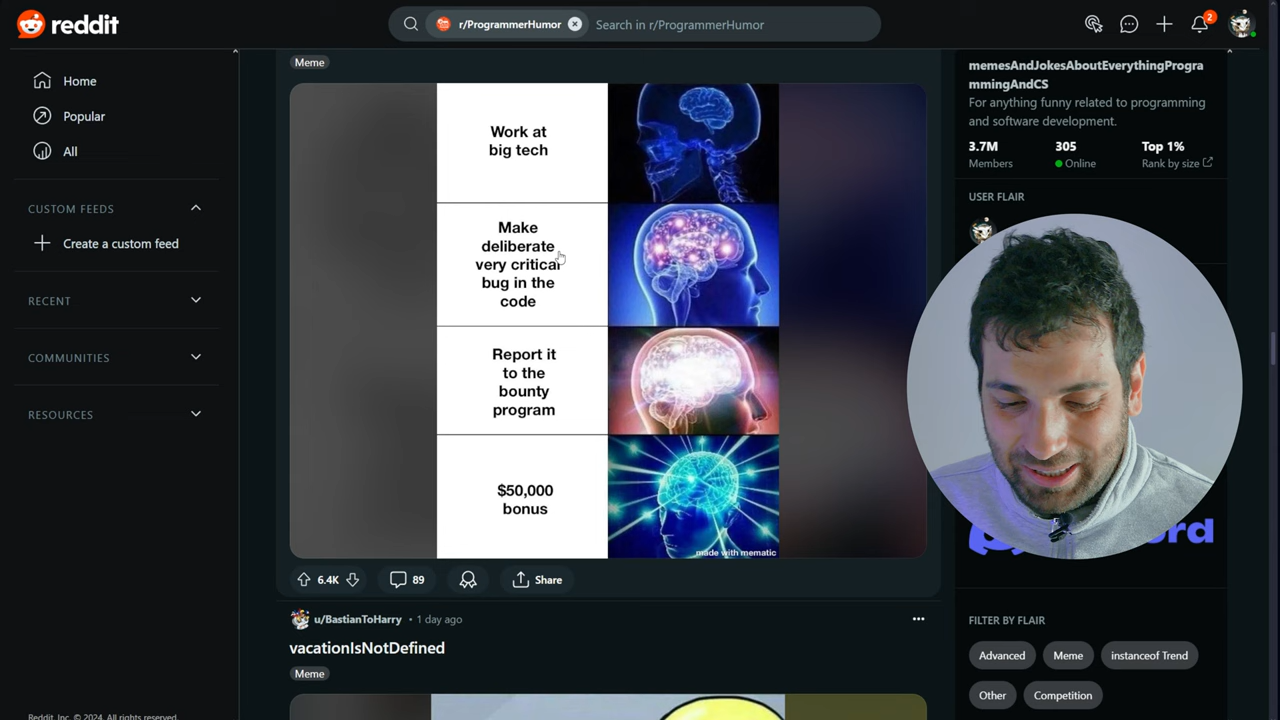 reddit
r/ProgrammerHumor
Search in r/ProgrammerHumor
2
Home
Popular
All
CUSTOM FEEDS
Create a custom feed
RECENT
COMMUNITIES
RESOURCES
Reddit, Inc. © 2024. All rights reserved.
Meme
Work at
big tech
Make
deliberate
very critical
bug in the
code
Report it
to the
bounty
program
$50,000
bonus
made with mematic
6.4K
89
Share
u/BastianToHarry
• 1 day ago
vacationIsNotDefined
Meme
memesAndJokesAboutEverythingProgra
mmingAndCS
For anything funny related to programming
and software development.
3.7M
305
Top 1%
Members
Online
Rank by size
USER FLAIR
FILTER BY FLAIR
Advanced
Meme
instanceof Trend
Other
Competition